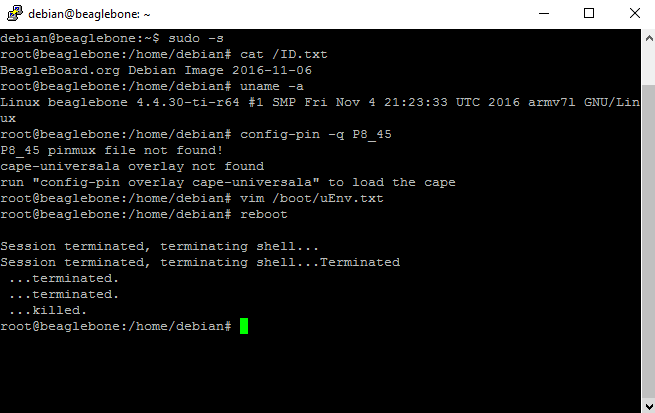 debian@beaglebone: ~
debian@beaglebone:~$ sudo -s
root@beaglebone:/home/debian# cat /ID.txt
BeagleBoard.org Debian Image 2016-11-06
root@beaglebone:/home/debian# uname -a
Linux beaglebone 4.4.30-ti-r64 #1 SMP Fri Nov 4 21:23:33 UTC 2016 armv7l GNU/Lin
ux
root@beaglebone:/home/debian# config-pin -q P8_45
P8_45 pinmux file not found!
cape-universala overlay not found
run "config-pin overlay cape-universala" to load the cape
root@beaglebone:/home/debian# vim /boot/uEnv.txt
root@beaglebone:/home/debian# reboot
Session terminated, terminating shell...
Session terminated, terminating shell...Terminated
 ...terminated.
 ...terminated.
 ...killed.
root@beaglebone:/home/debian#